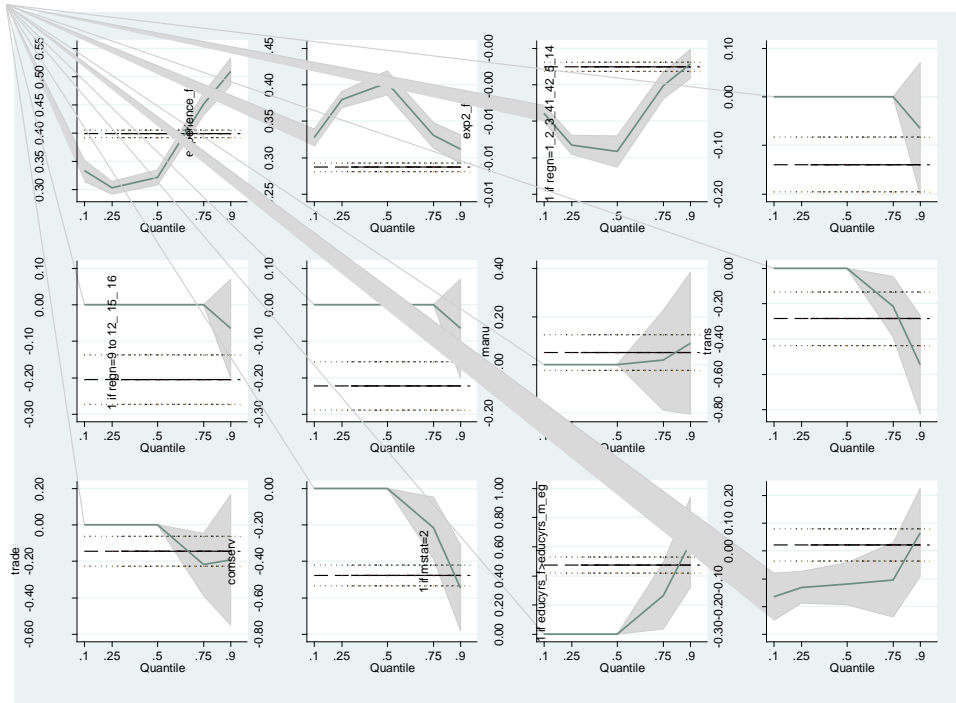 0.55
0.50
0.45
0.40
0.35
0.30
.1 .25 .5 .75 .9
Quantile
.45
.40
.35
0.30
0.25
.1 .25 .5 .75 .9
Quantile
exp2_f
-0.00
-0.00
-0.01
-0.01
-0.01
.1 .25 .5 .75 .9
Quantile
1 if regn=1_2_3_41_42_5_14
0.10
0.00
-0.10
-0.20
.1 .25 .5 .75 .9
Quantile
0.10
0.00
-0.10
-0.20
-0.30
.1 .25 .5 .75 .9
Quantile
1 if regn=9 to 12_ 15_ 16
0.10
0.00
-0.10
-0.20
-0.30
.1 .25 .5 .75 .9
Quantile
manu
0.40
0.20
.00
-0.20
.1 .25 .5 .75 .9
Quantile
trans
0.00
-0.20
-0.40
-0.60
-0.80
.1 .25 .5 .75 .9
Quantile
trade
0.20
0.00
-0.20
-0.40
-0.60
.1 .25 .5 .75 .9
Quantile
comserv
0.00
-0.20
-0.40
-0.60
-0.80
.1 .25 .5 .75 .9
Quantile
1 if mstat=2
1.00
0.80
0.60
0.40
0.20
0.00
.1 .25 .5 .75 .9
Quantile
1 if educyrs_f>educyrs_m_eg
0.20
0.10
0.00
-0.10
-0.20
-0.30
.1 .25 .5 .75 .9
Quantile